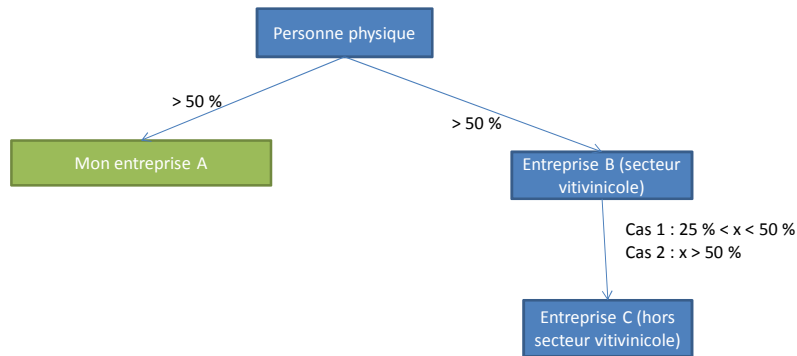 Personne physique
> 50 %
> 50 %
Mon entreprise A
Entreprise B (secteur
vitivinicole)
Cas 1 : 25 % < x < 50 %
Cas 2 : x > 50 %
Entreprise C (hors
secteur vitivinicole)